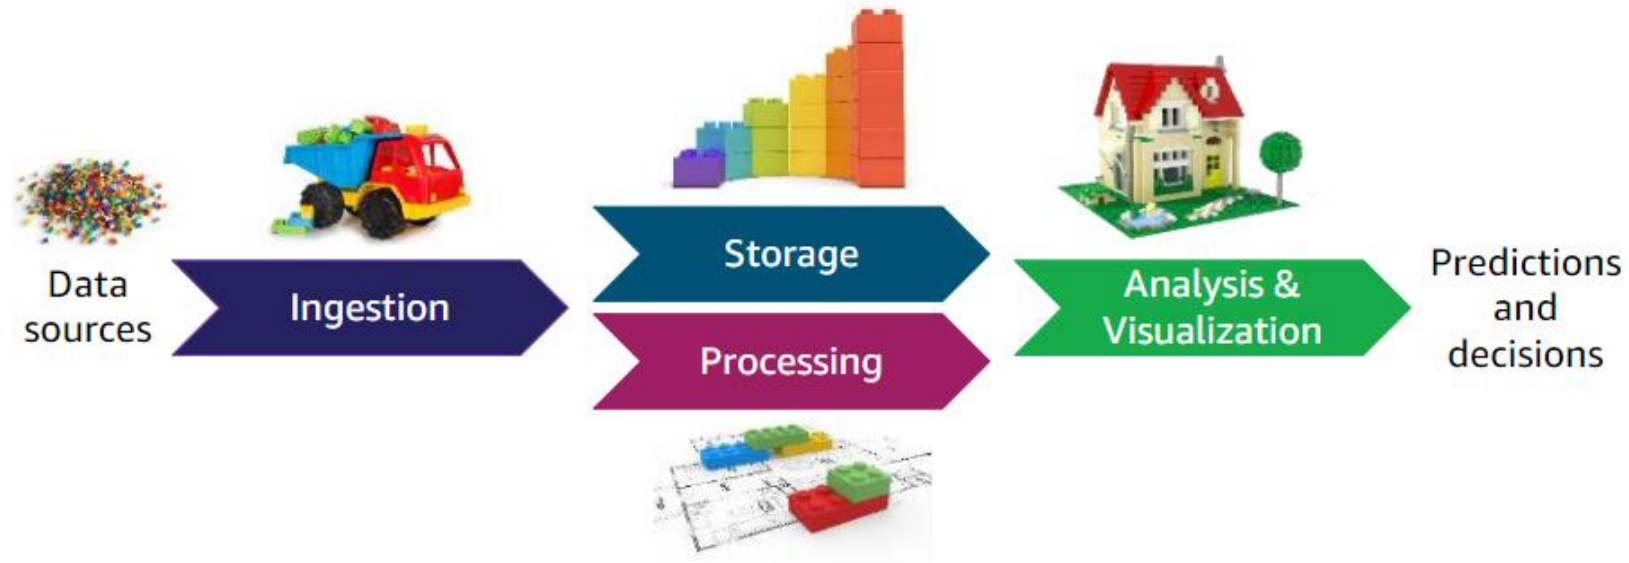 Data
sources
Ingestion
Storage
Processing
Analysis &
Visualization
Predictions
and
decisions